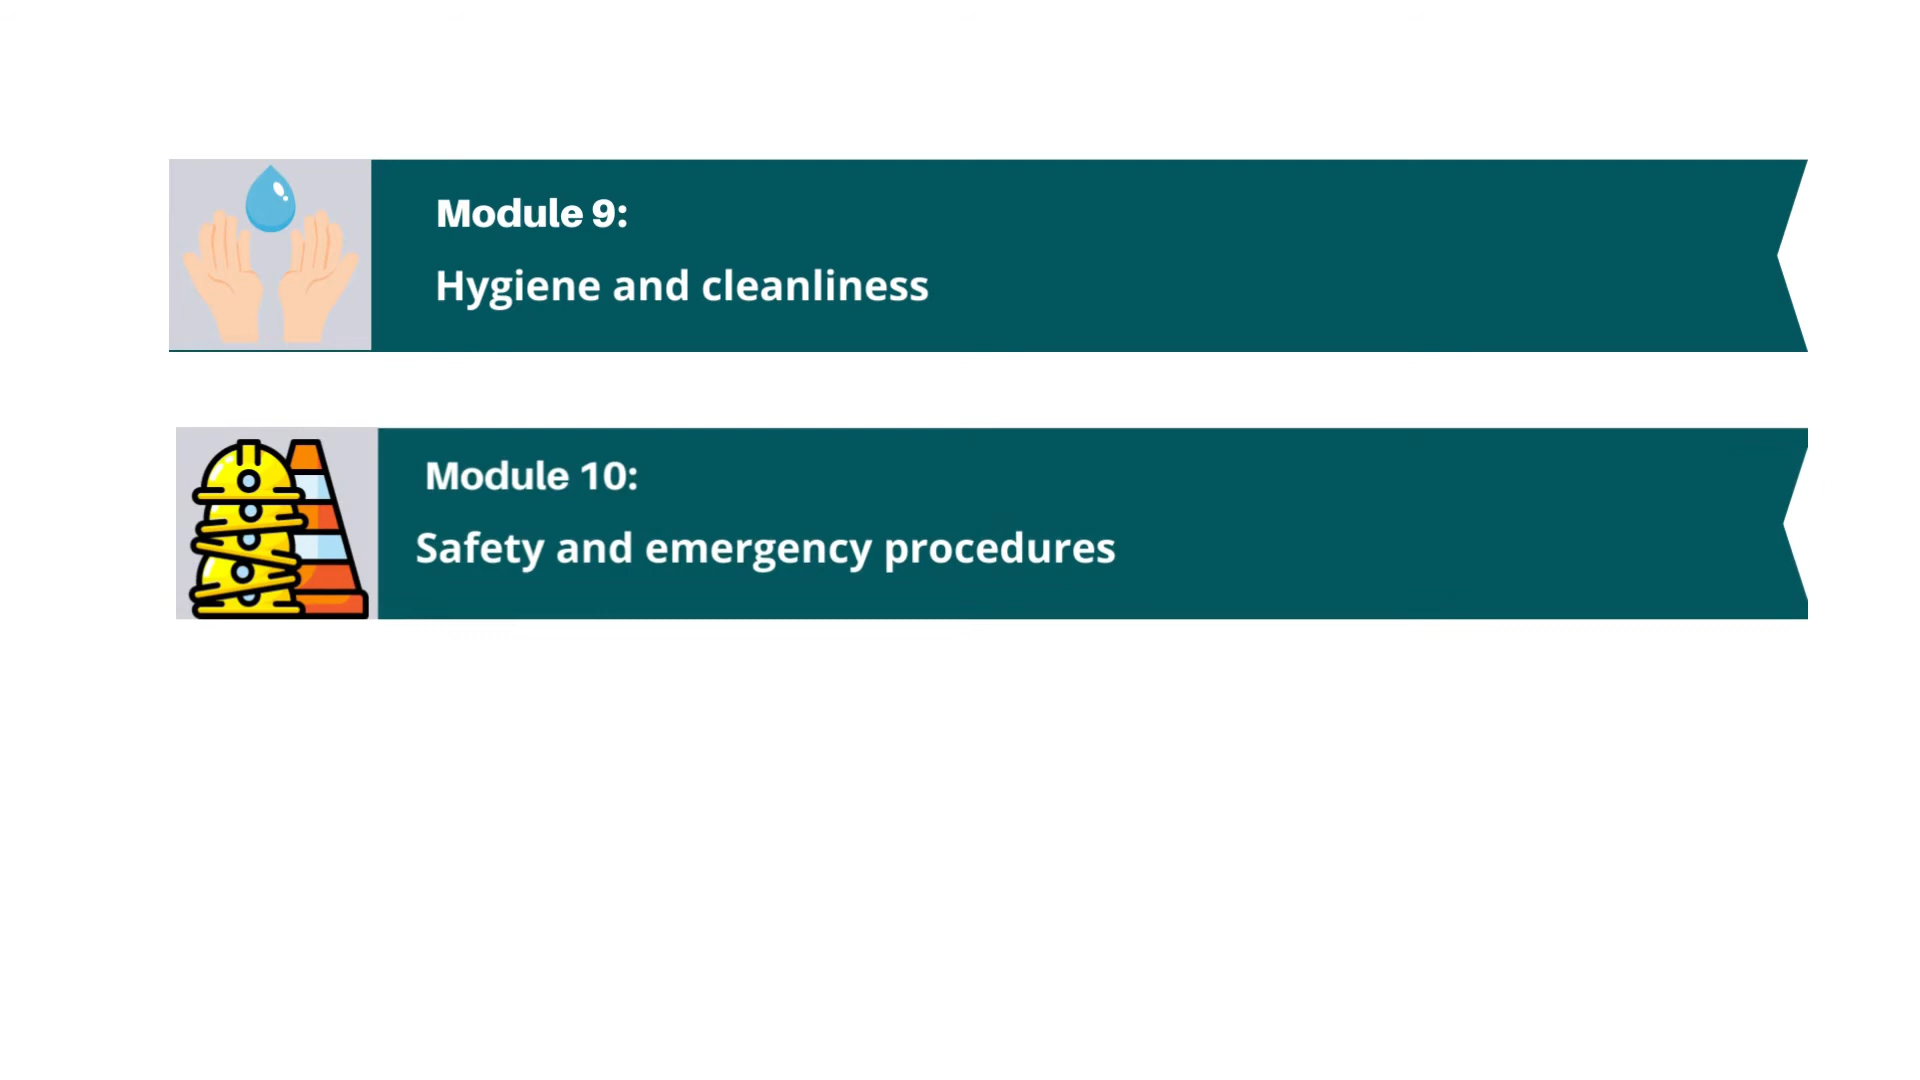 Module 9:
Hygiene and cleanliness
Module 10:
Safety and emergency procedures